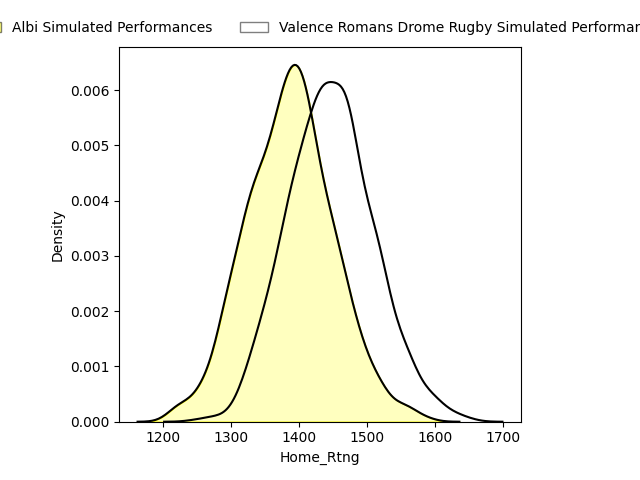 Albi Simulated Performances
Valence Romans Drome Rugby Simulated
0.006
0.005
0.004
0.003
0.002
0.001
0.000
Density
1200 1300 1400 1500 1600 1700
Home_Rtng